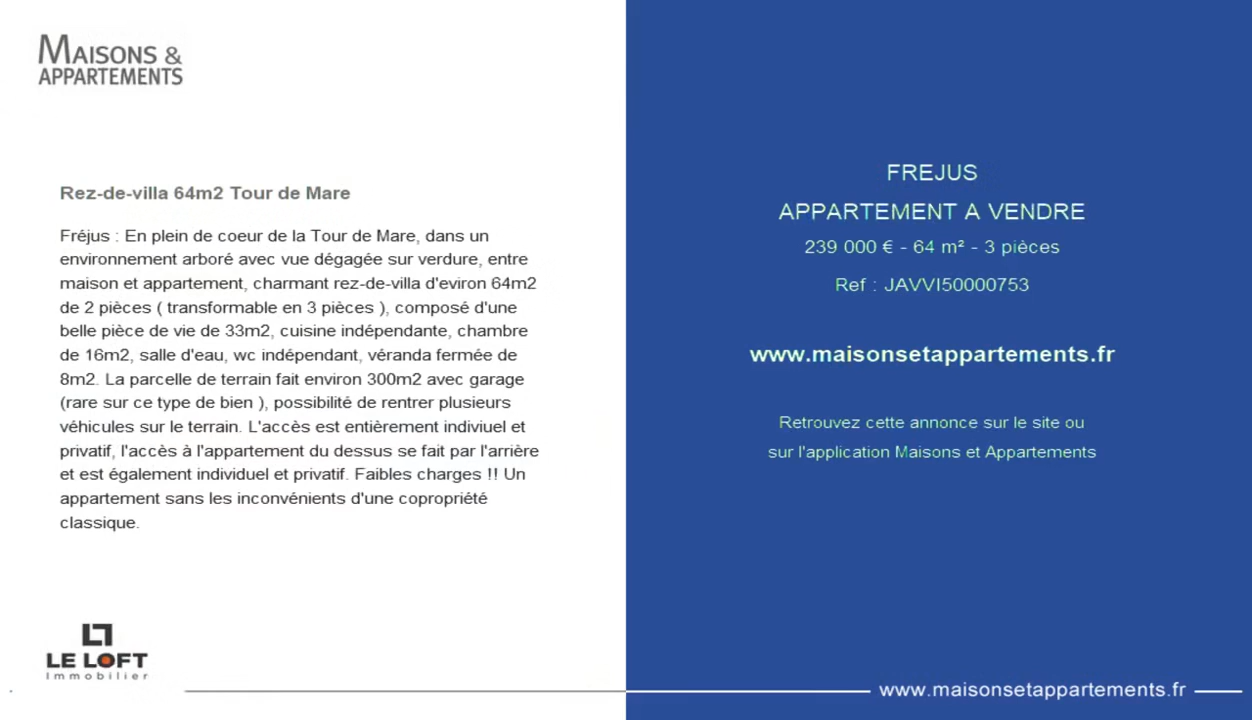 MAISONS &
APPARTEMENTS
Rez-de-villa 64m2 Tour de Mare
Fréjus : En plein de coeur de la Tour de Mare, dans un
environnement arboré avec vue dégagée sur verdure, entre
maison et appartement, charmant rez-de-villa d'eviron 64m2
de 2 pièces ( transformable en 3 pièces ), composé d'une
belle pièce de vie de 33m2, cuisine indépendante, chambre
de 16m2, salle d'eau, wc indépendant, véranda fermée de
8m2. La parcelle de terrain fait environ 300m2 avec garage
(rare sur ce type de bien ), possibilité de rentrer plusieurs
véhicules sur le terrain. L'accès est entièrement indiviuel et
privatif, l'accès à l'appartement du dessus se fait par l'arrière
et est également individuel et privatif. Faibles charges !! Un
appartement sans les inconvénients d'une copropriété
classique.
LE LOFT
Immobilier
FREJUS
APPARTEMENT A VENDRE
239 000 € - 64 m² - 3 pièces
Ref : JAVVI50000753
www.maisonsetappartements.fr
Retrouvez cette annonce sur le site ou
sur l'application Maisons et Appartements
www.maisonsetappartements.fr